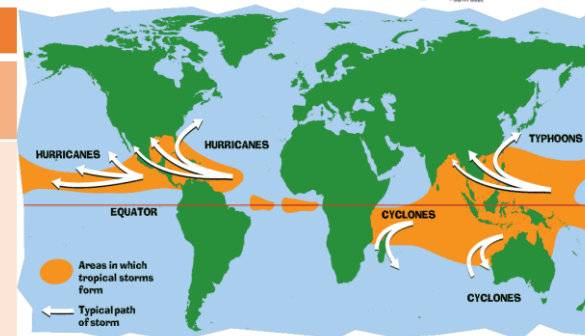 HURRICANES
HURRICANES
TYPHOONS
EQUATOR
CYCLONES
CYCLONES
Areas in which
tropical storms
form
Typical path
of storm